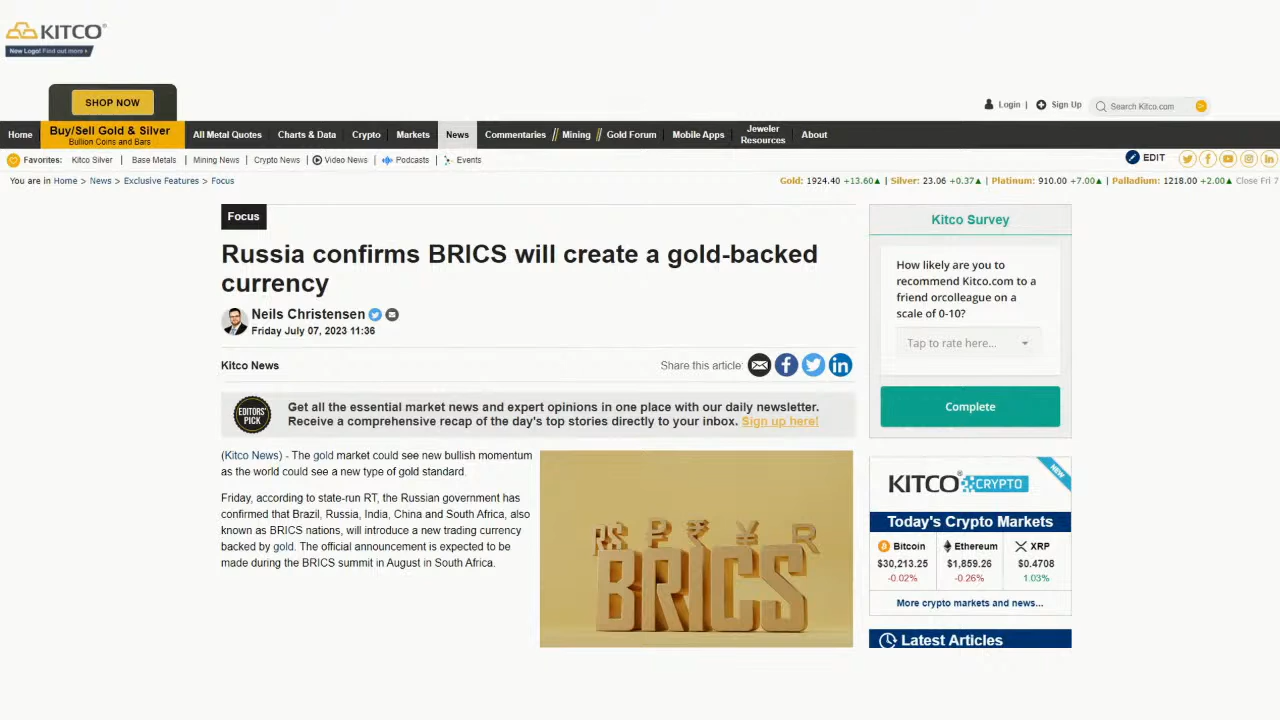 KITCO®
New Logo! Find out more ›
SHOP NOW
Login | Sign Up Search Kitco.com
Home Buy/Sell Gold & Silver All Metal Quotes Charts & Data Crypto Markets News Commentaries // Mining // Gold Forum Mobile Apps Jeweler Resources About
Bullion Coins and Bars
Favorites: Kitco Silver | Base Metals | Mining News | Crypto News | Video News | Podcasts | Events EDIT
You are in Home > News > Exclusive Features > Focus
Gold: 1924.40 +13.60▲ | Silver: 23.06 +0.37▲ | Platinum: 910.00 +7.00▲ | Palladium: 1218.00 +2.00▲ Close Fri 7
Focus
Russia confirms BRICS will create a gold-backed
currency
Neils Christensen
Friday July 07, 2023 11:36
Kitco News Share this article:
EDITORS' PICK
Get all the essential market news and expert opinions in one place with our daily newsletter.
Receive a comprehensive recap of the day's top stories directly to your inbox. Sign up here!
(Kitco News) - The gold market could see new bullish momentum
as the world could see a new type of gold standard.
Friday, according to state-run RT, the Russian government has
confirmed that Brazil, Russia, India, China and South Africa, also
known as BRICS nations, will introduce a new trading currency
backed by gold. The official announcement is expected to be
made during the BRICS summit in August in South Africa.
R$ ₽ ₹ ¥ R
BRICS
Kitco Survey
How likely are you to
recommend Kitco.com to a
friend orcolleague on a
scale of 0-10?
Tap to rate here...
Complete
NEW
KITCO® CRYPTO
Today's Crypto Markets
Bitcoin Ethereum XRP
$30,213.25 $1,859.26 $0.4708
-0.02% -0.26% 1.03%
More crypto markets and news...
Latest Articles